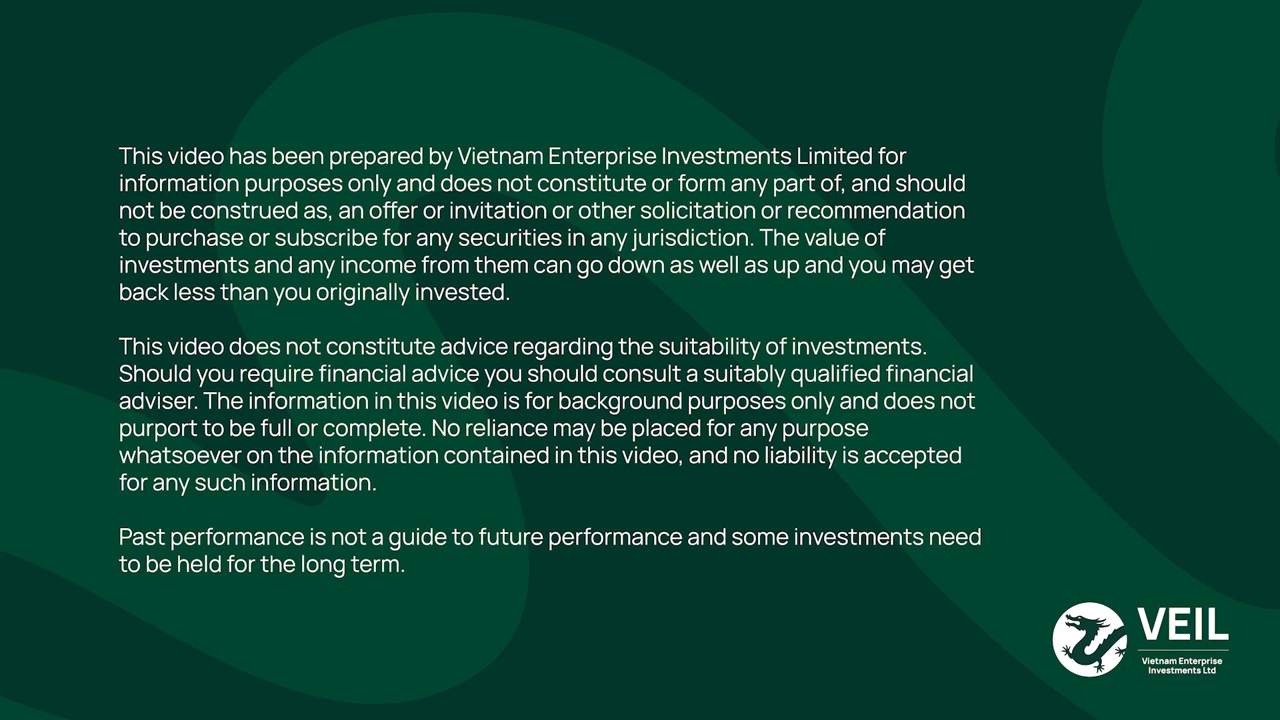 This video has been prepared by Vietnam Enterprise Investments Limited for
information purposes only and does not constitute or form any part of, and should
not be construed as, an offer or invitation or other solicitation or recommendation
to purchase or subscribe for any securities in any jurisdiction. The value of
investments and any income from them can go down as well as up and you may get
back less than you originally invested.
This video does not constitute advice regarding the suitability of investments.
Should you require financial advice you should consult a suitably qualified financial
adviser. The information in this video is for background purposes only and does not
purport to be full or complete. No reliance may be placed for any purpose
whatsoever on the information contained in this video, and no liability is accepted
for any such information.
Past performance is not a guide to future performance and some investments need
to be held for the long term.
VEIL
Vietnam Enterprise
Investments Ltd